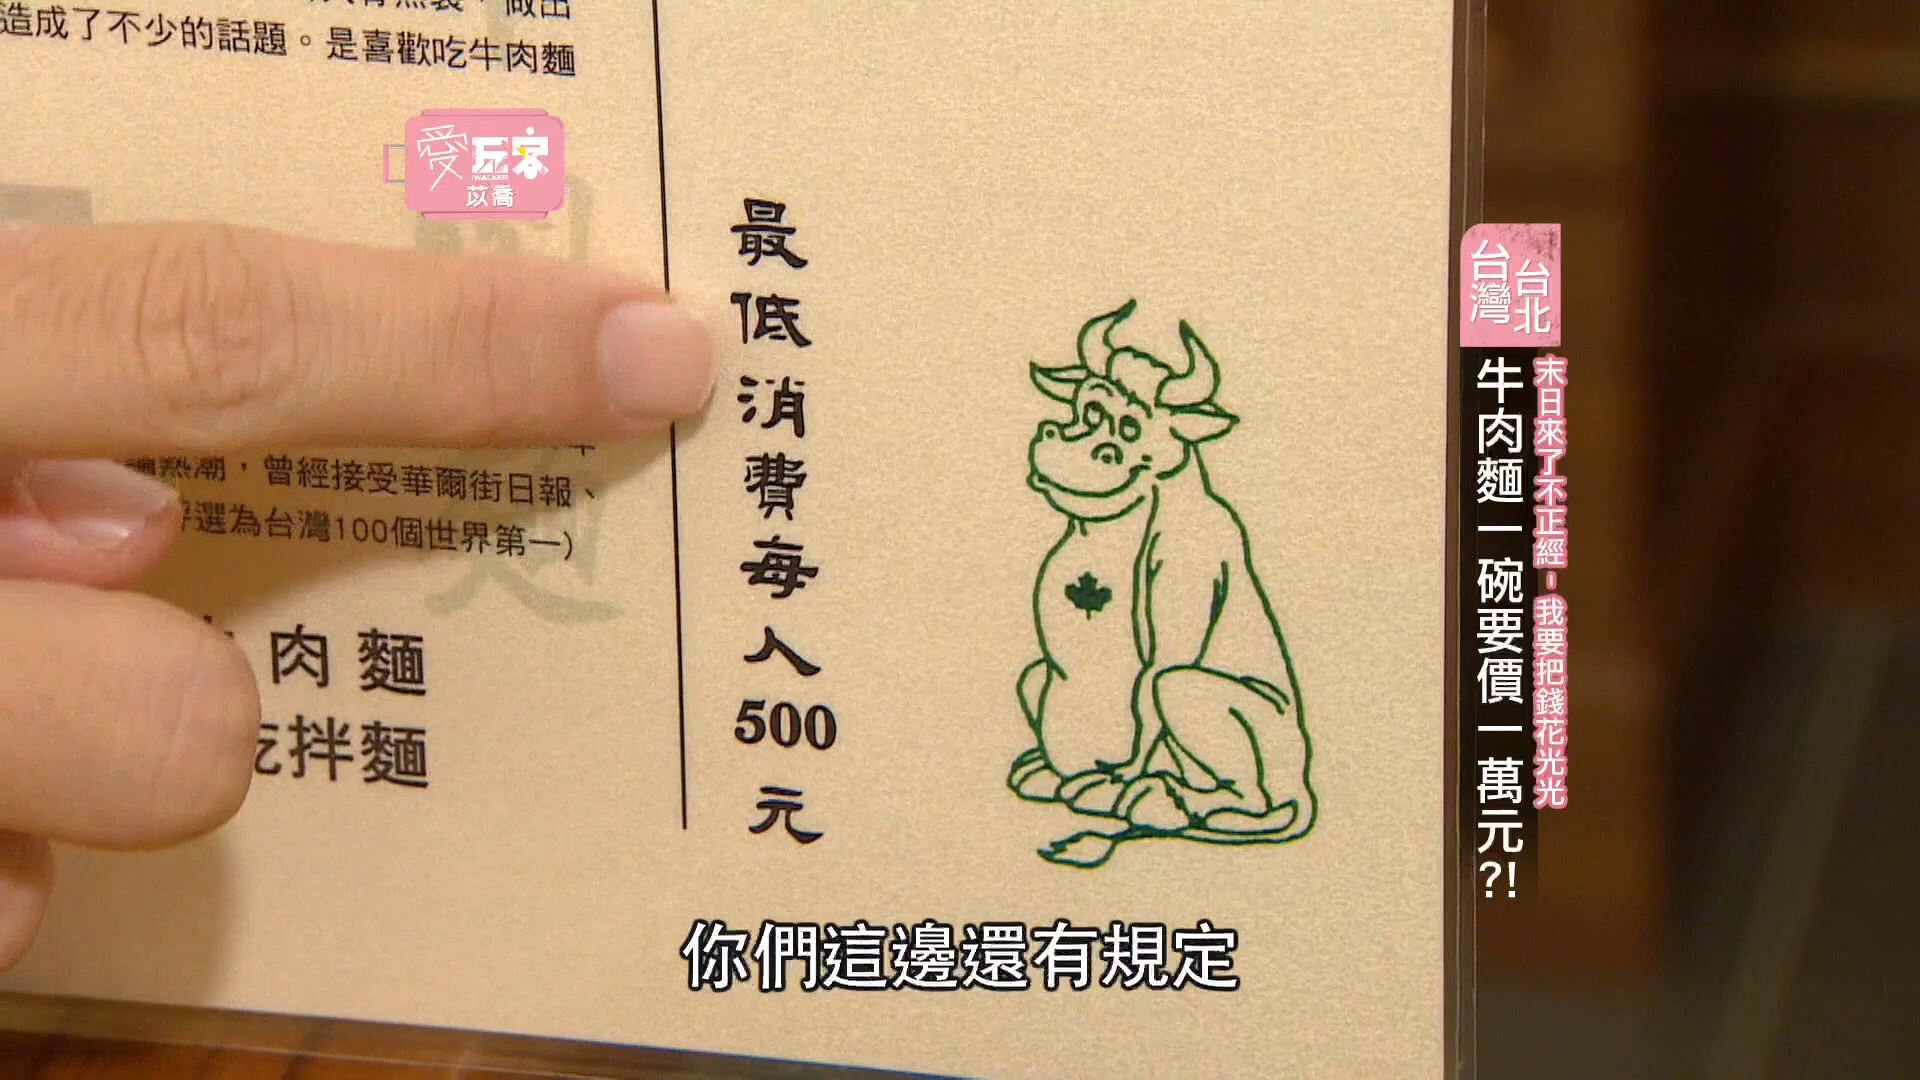 造成了不少的話題。是喜歡吃牛肉麵
愛玩家
iWALKER
苡喬
最低消費每人500元
熱潮,曾經接受華爾街日報、
評選為台灣100個世界第一)
肉麵
拌麵
台灣
台北
末日來了不正經-我要把錢花光光
牛肉麵一碗要價一萬元?!
你們這邊還有規定